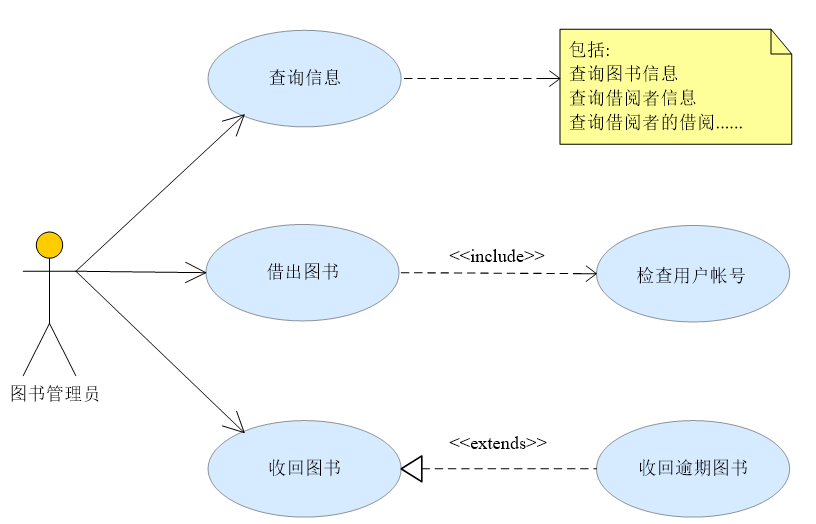 查询信息
包括:
查询图书信息
查询借阅者信息
查询借阅者的借阅......
借出图书
<<include>>
检查用户帐号
图书管理员
收回图书
<<extends>>
收回逾期图书